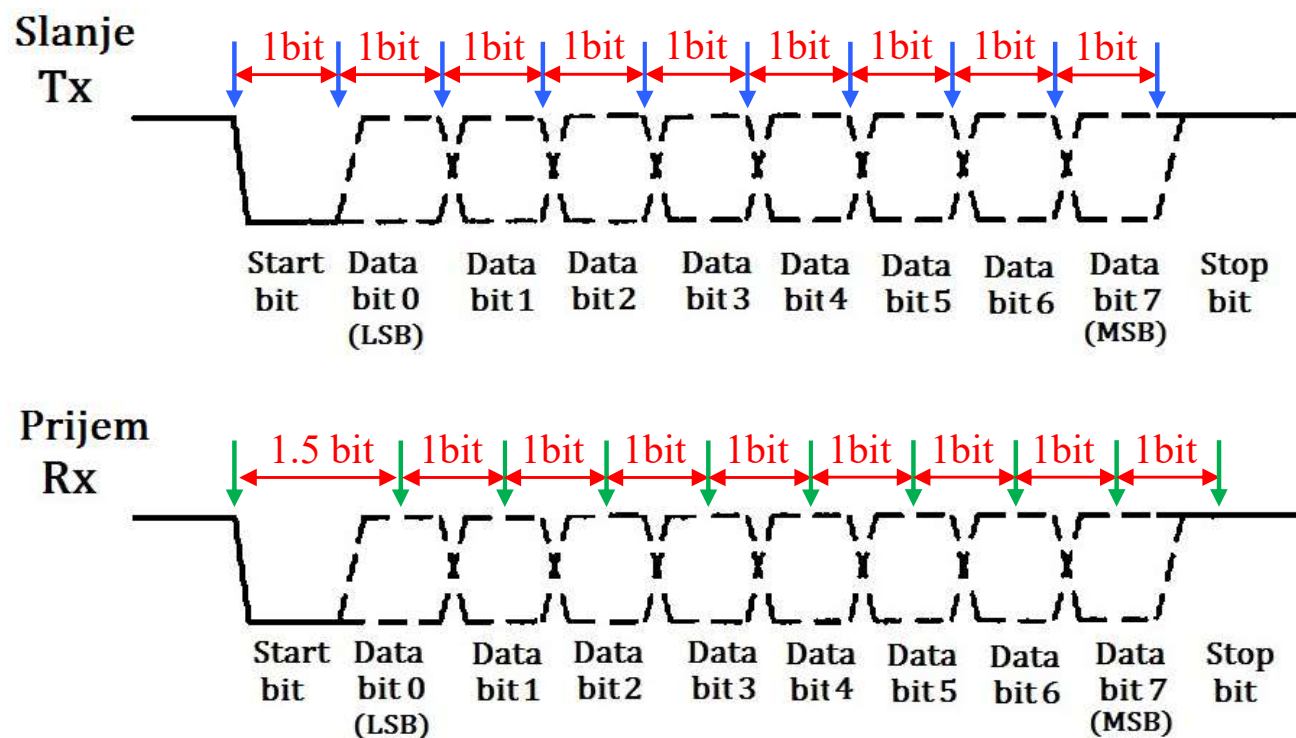 Slanje
Tx
1bit 1bit 1bit 1bit 1bit 1bit 1bit 1bit 1bit
Start Data Data Data Data Data Data Data Data Stop
bit bit 0 bit 1 bit 2 bit 3 bit 4 bit 5 bit 6 bit 7 bit
(LSB) (MSB)
Prijem
Rx
1.5 bit 1bit 1bit 1bit 1bit 1bit 1bit 1bit 1bit
Start Data Data Data Data Data Data Data Data Stop
bit bit 0 bit 1 bit 2 bit 3 bit 4 bit 5 bit 6 bit 7 bit
(LSB) (MSB)